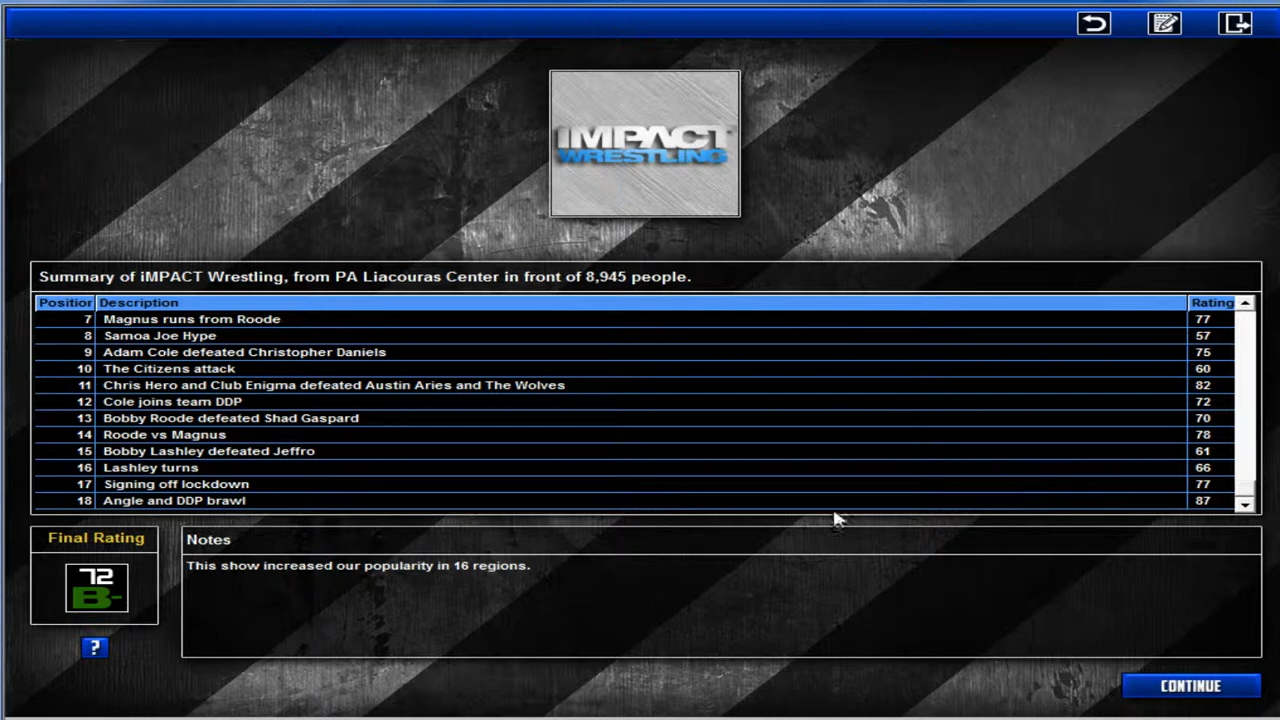 IMPACT
WRESTLING
Summary of iMPACT Wrestling, from PA Liacouras Center in front of 8,945 people.
Position Description Rating
7 Magnus runs from Roode 77
8 Samoa Joe Hype 57
9 Adam Cole defeated Christopher Daniels 75
10 The Citizens attack 60
11 Chris Hero and Club Enigma defeated Austin Aries and The Wolves 82
12 Cole joins team DDP 72
13 Bobby Roode defeated Shad Gaspard 70
14 Roode vs Magnus 78
15 Bobby Lashley defeated Jeffro 61
16 Lashley turns 66
17 Signing off lockdown 77
18 Angle and DDP brawl 87
Final Rating
72
B-
?
Notes
This show increased our popularity in 16 regions.
CONTINUE